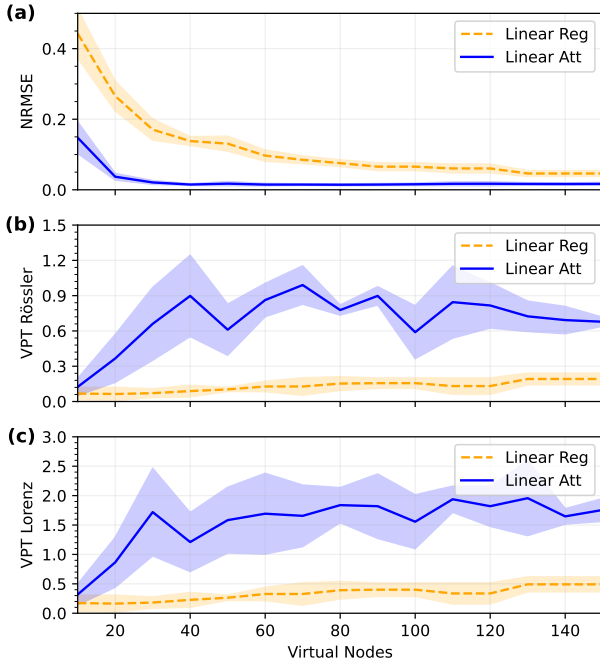 (a)
NRMSE
0.4
0.2
0.0
Linear Reg
Linear Att
(b)
VPT Rössler
1.5
1.2
0.9
0.6
0.3
0.0
Linear Reg
Linear Att
(c)
VPT Lorenz
3.0
2.5
2.0
1.5
1.0
0.5
0.0
Linear Reg
Linear Att
20 40 60 80 100 120 140
Virtual Nodes